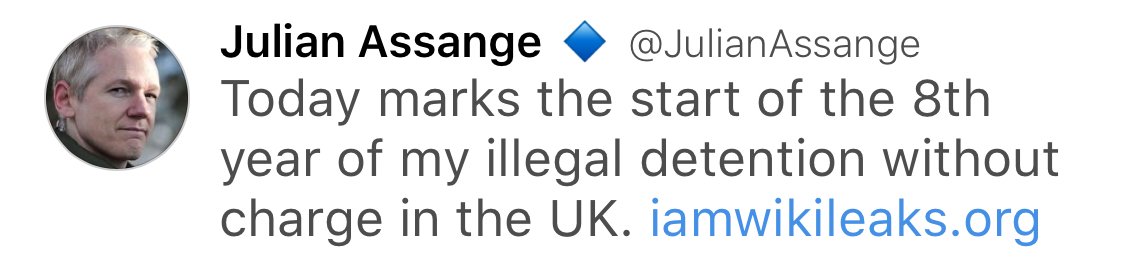 Julian Assange 🔷 @JulianAssange
Today marks the start of the 8th
year of my illegal detention without
charge in the UK. iamwikileaks.org